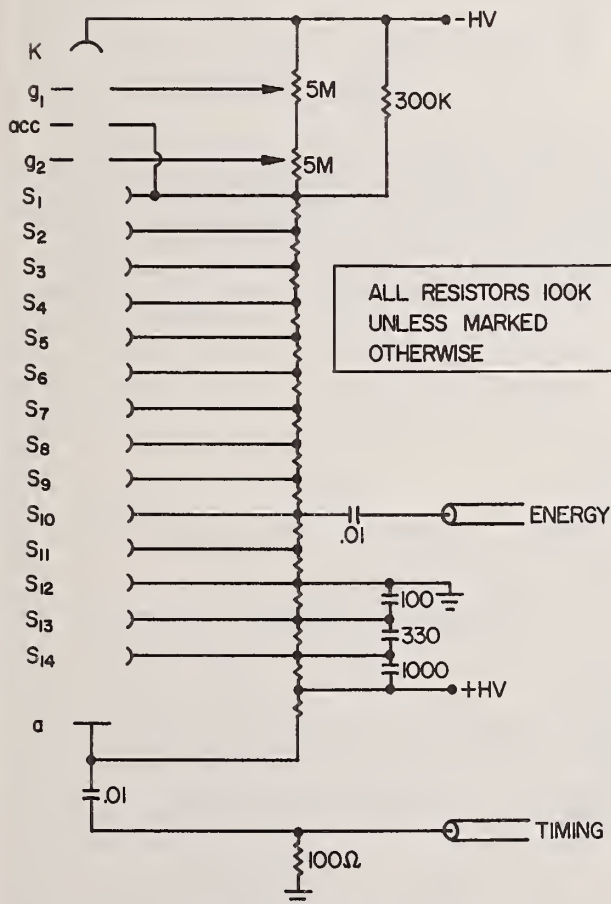 -HV
K
g₁
5M
300K
acc
g₂
5M
S₁
S₂
S₃
ALL RESISTORS 100K
UNLESS MARKED
OTHERWISE
S₄
S₅
S₆
S₇
S₈
S₉
S₁₀
.01
ENERGY
S₁₁
S₁₂
100
S₁₃
330
S₁₄
1000
+HV
a
.01
TIMING
100Ω